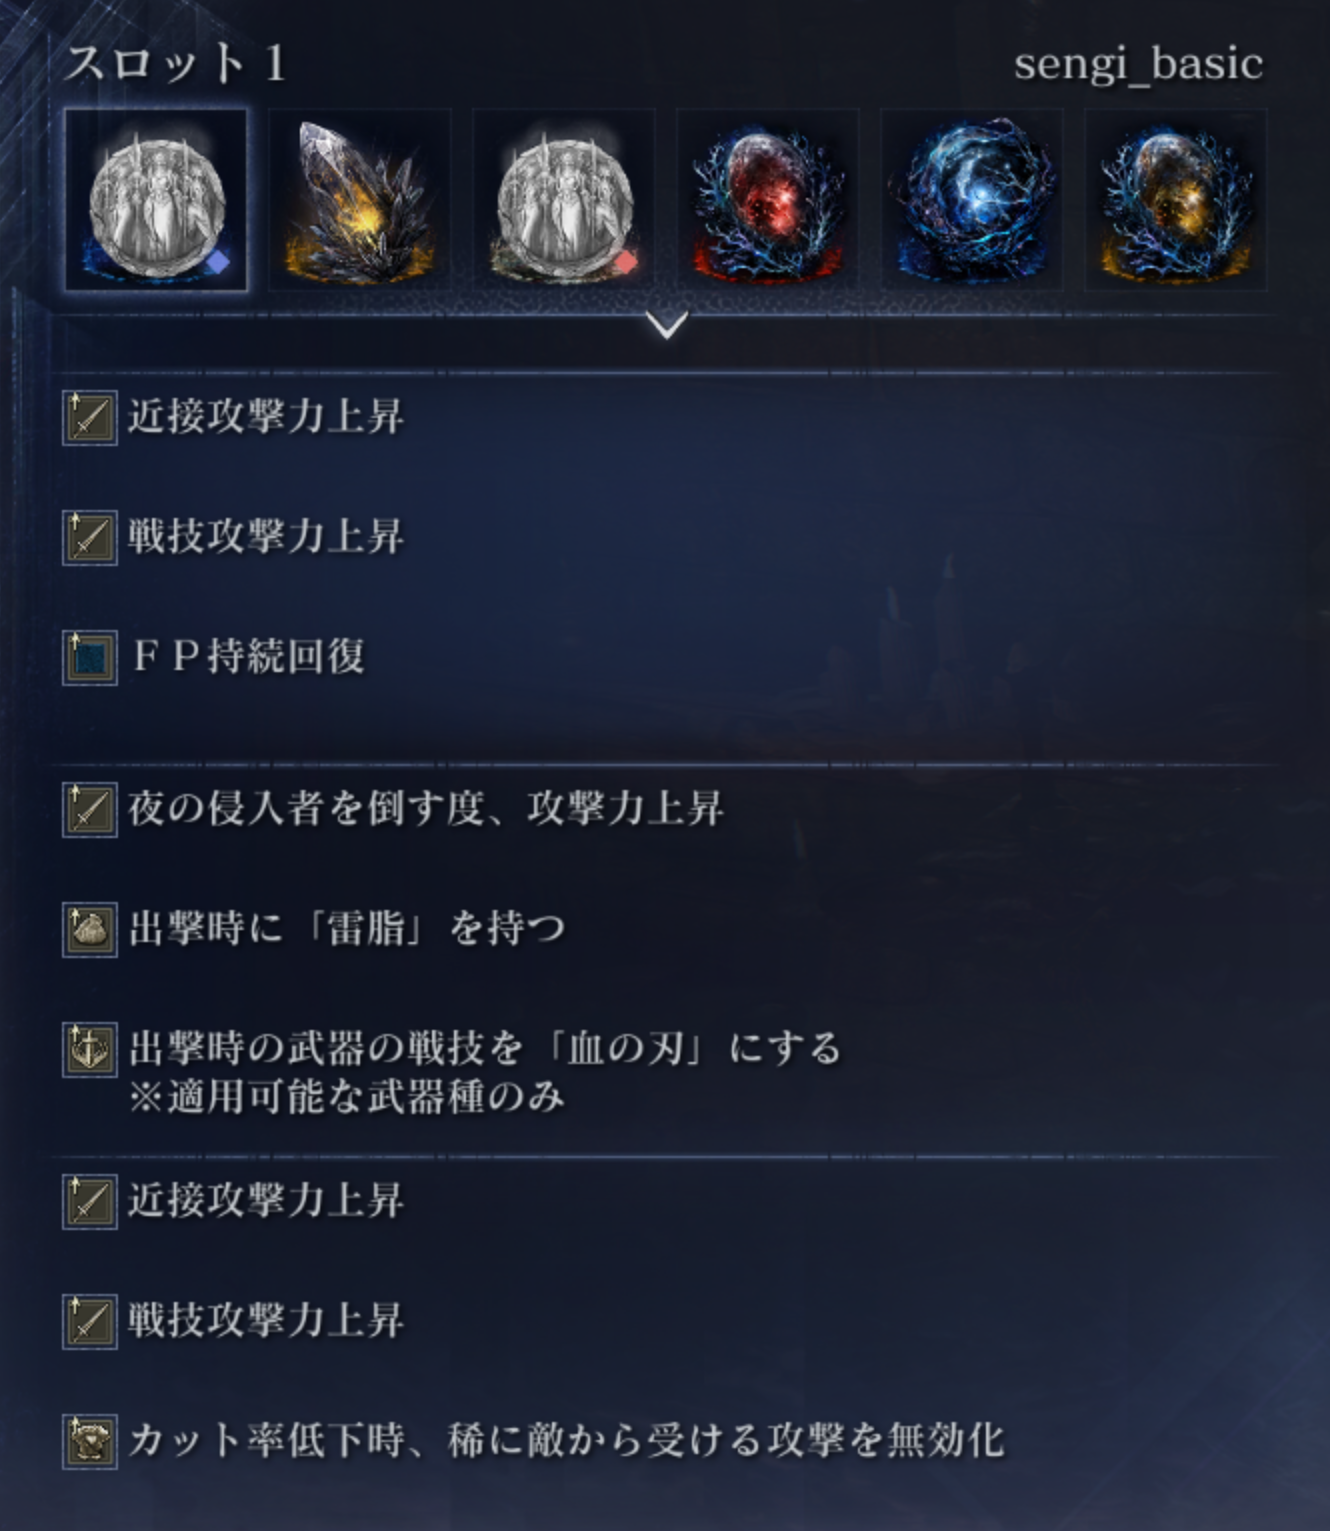 スロット 1
sengi_basic
近接攻撃力上昇
戦技攻撃力上昇
ＦＰ持続回復
夜の侵入者を倒す度、攻撃力上昇
出撃時に「雷脂」を持つ
出撃時の武器の戦技を「血の刃」にする
※適用可能な武器種のみ
近接攻撃力上昇
戦技攻撃力上昇
カット率低下時、稀に敵から受ける攻撃を無効化